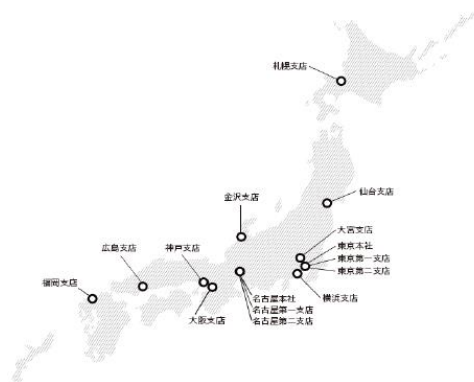 札幌支店
仙台支店
金沢支店
大宮支店
東京本社
東京第一支店
東京第二支店
広島支店
神戸支店
福岡支店
横浜支店
名古屋本社
名古屋第一支店
名古屋第二支店
大阪支店